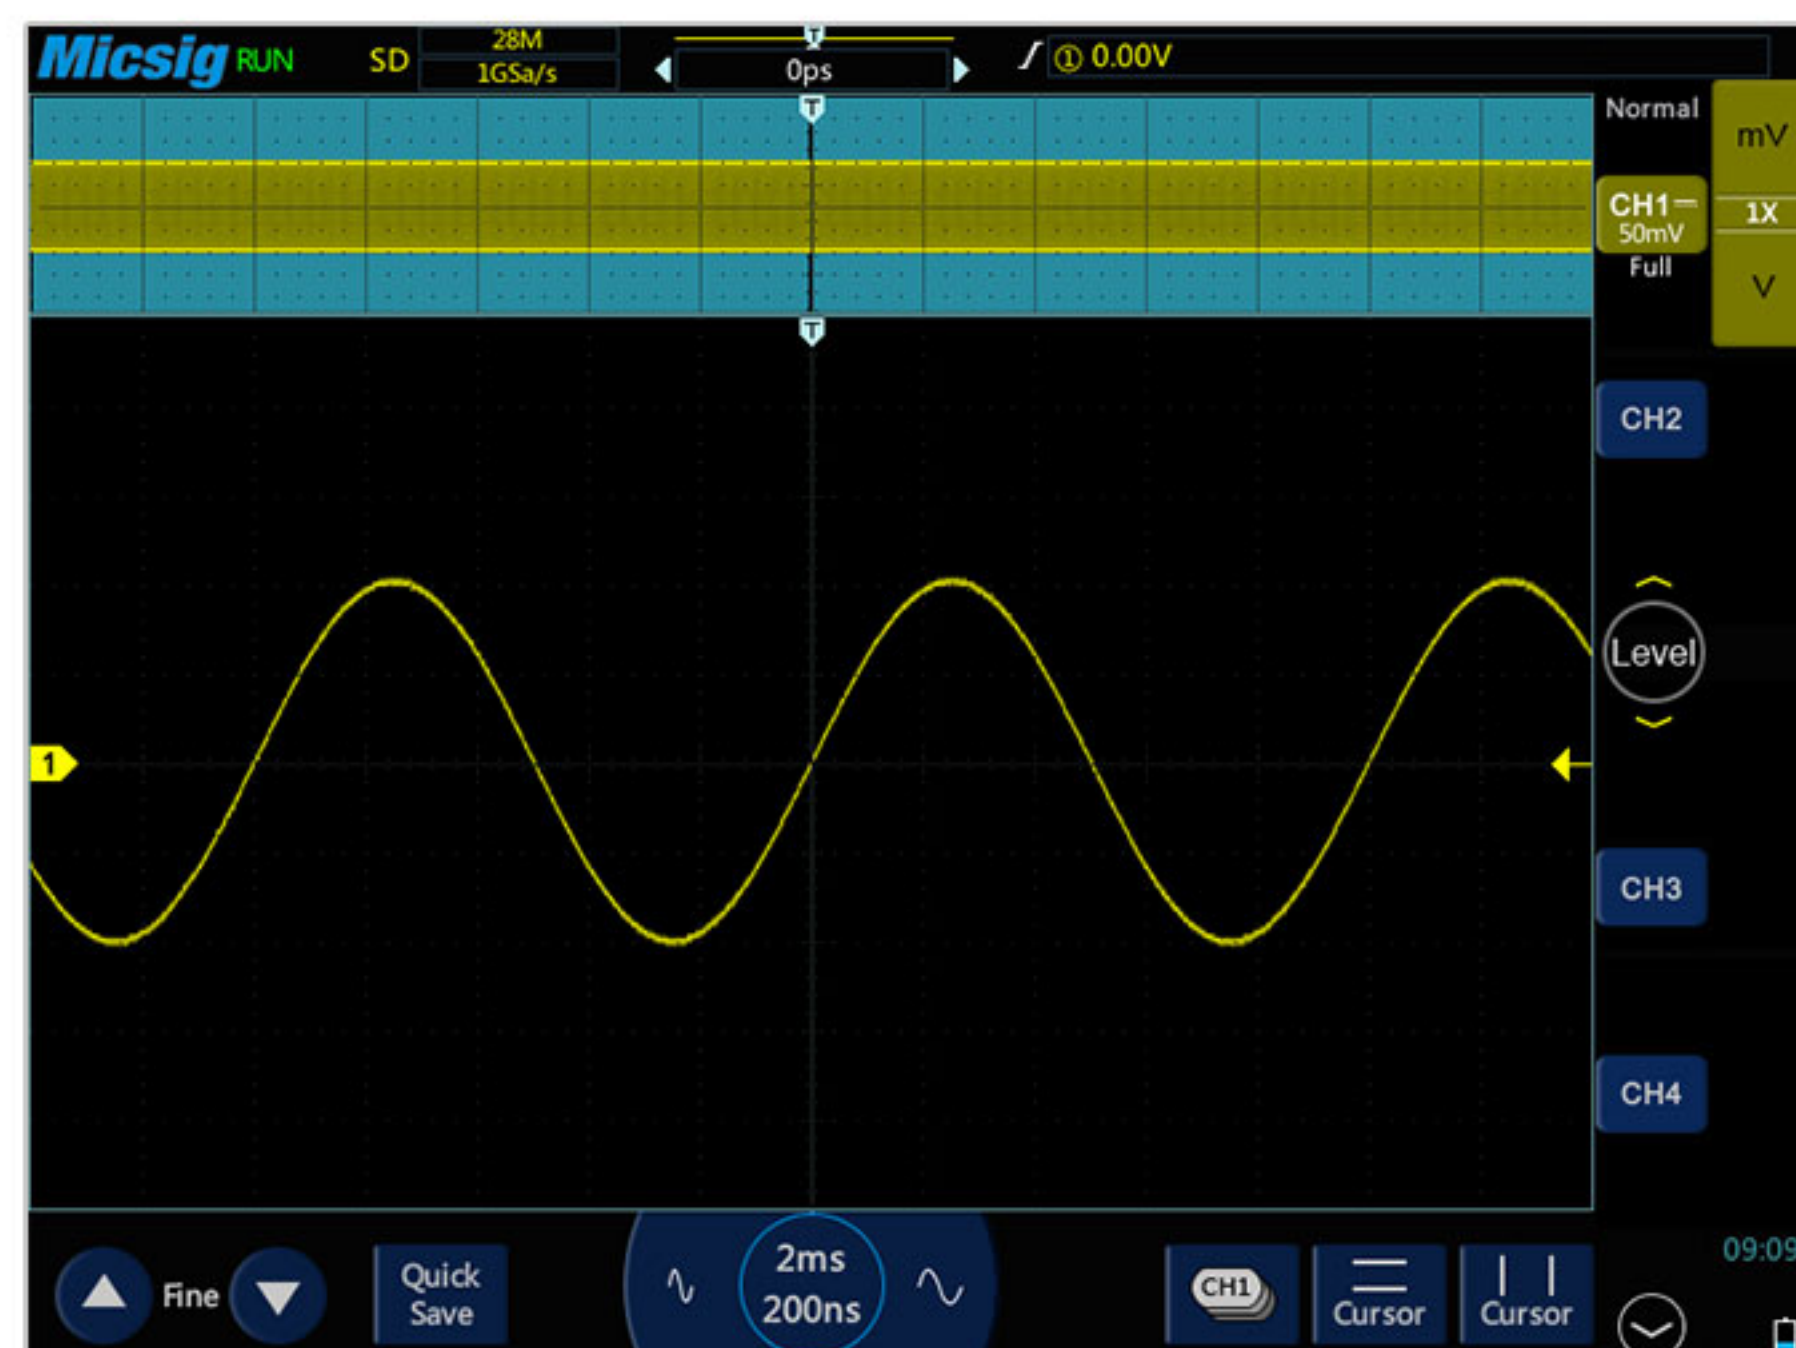 Micsig RUN SD 28M 1GSa/s T 0ps ① 0.00V
T
Normal
mV
CH1
50mV
1X
Full
V
T
CH2
Level
1
CH3
CH4
09:09
Fine
Quick
Save
2ms
200ns
CH1
Cursor
Cursor